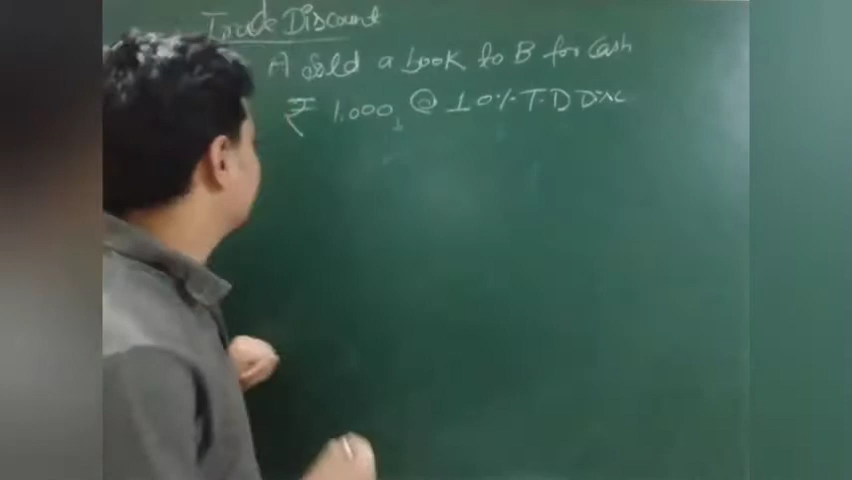 Trade Discount
A Sold a book to B for Cash
₹ 1,000 @ 10% T.D Disc